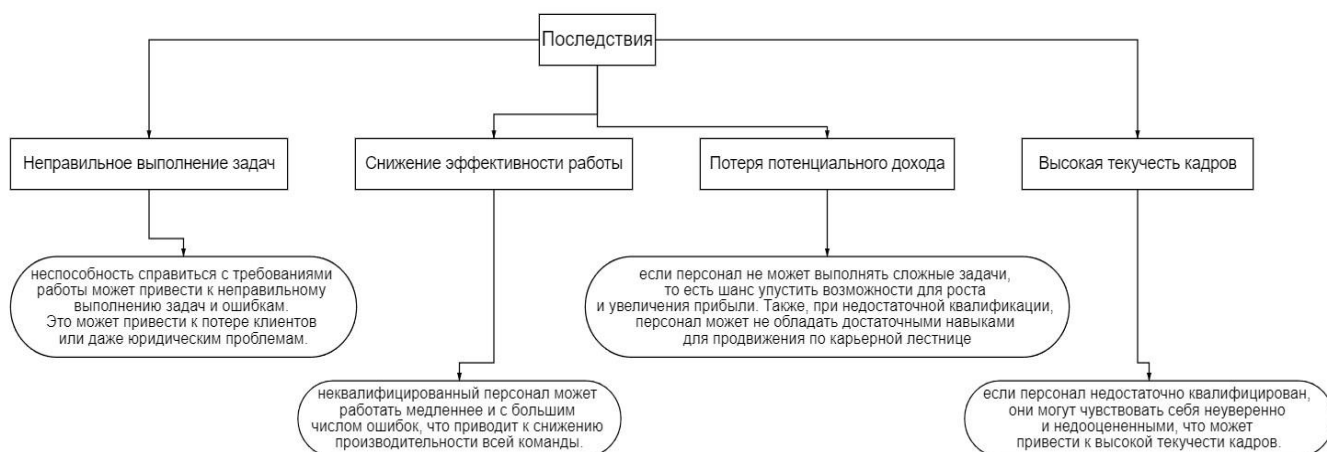 Последствия
Неправильное выполнение задач
Снижение эффективности работы
Потеря потенциального дохода
Высокая текучесть кадров
неспособность справиться с требованиями
работы может привести к неправильному
выполнению задач и ошибкам.
Это может привести к потере клиентов
или даже юридическим проблемам.
если персонал не может выполнять сложные задачи,
то есть шанс упустить возможности для роста
и увеличения прибыли. Также, при недостаточной квалификации,
персонал может не обладать достаточными навыками
для продвижения по карьерной лестнице
неквалифицированный персонал может
работать медленнее и с большим
числом ошибок, что приводит к снижению
производительности всей команды.
если персонал недостаточно квалифицирован,
они могут чувствовать себя неуверенно
и недооцененными, что может
привести к высокой текучести кадров.